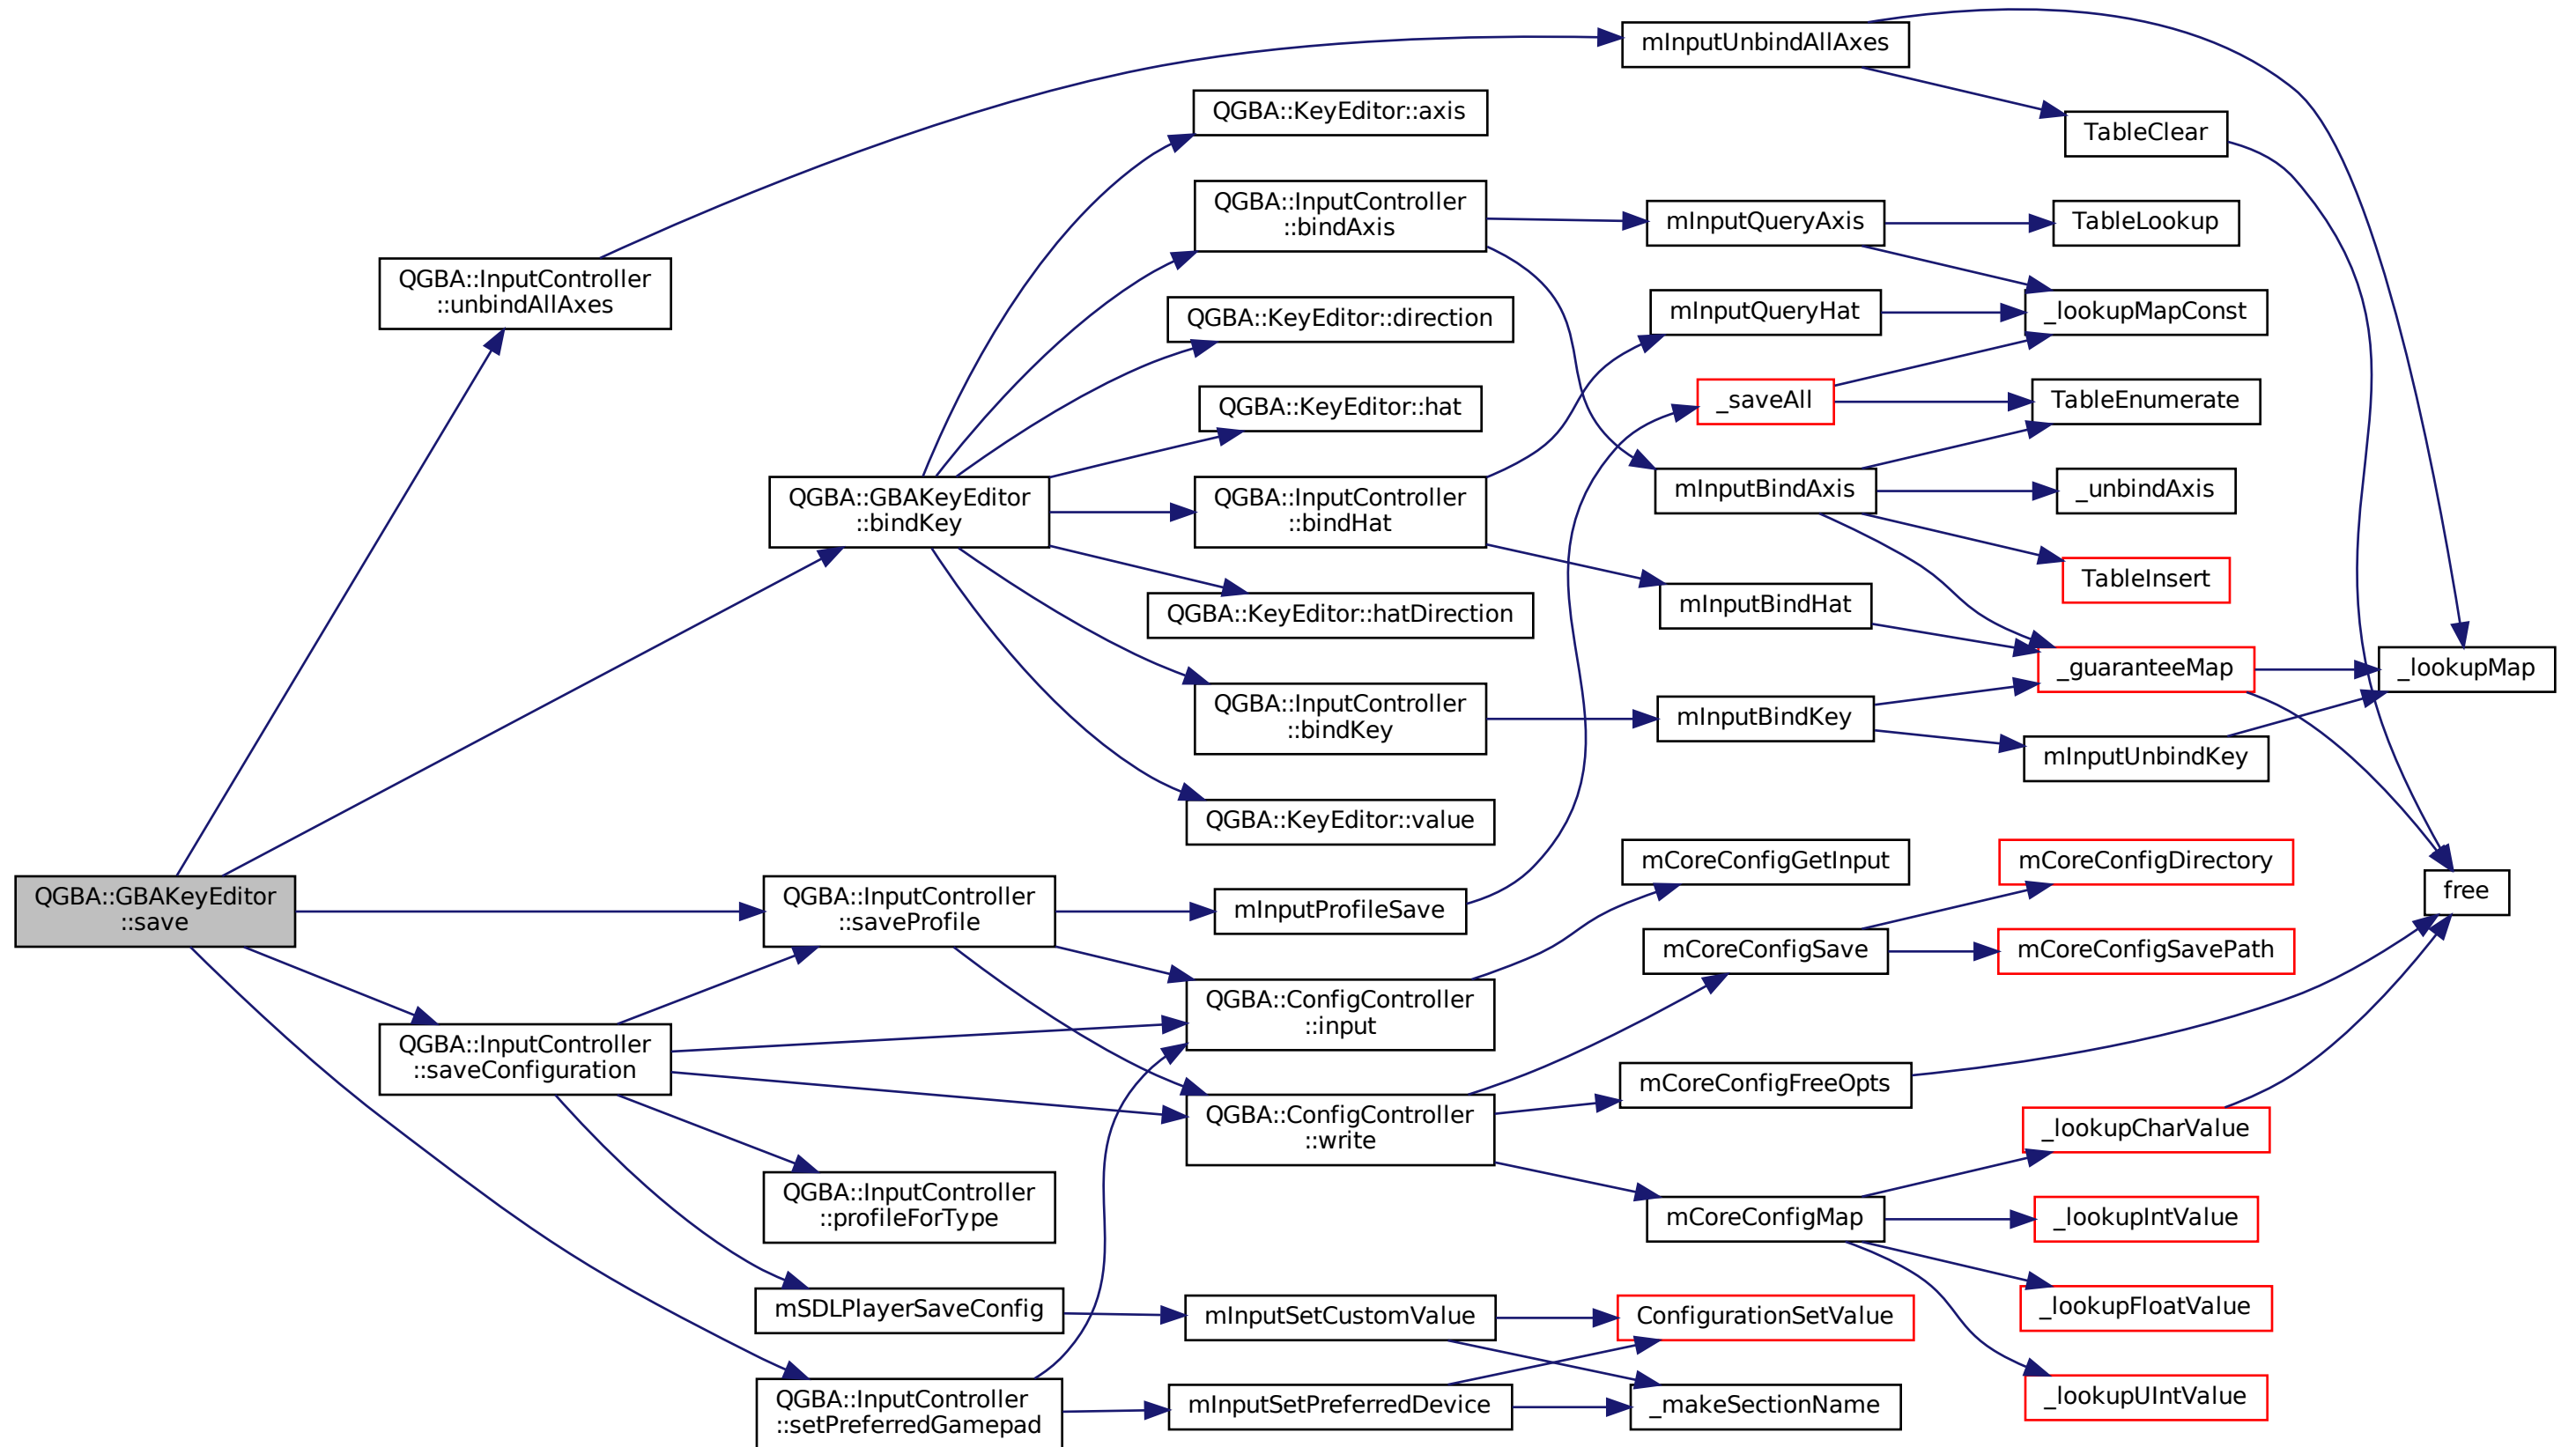 QGBA::GBAKeyEditor
::save
QGBA::InputController
::unbindAllAxes
mInputUnbindAllAxes
TableClear
QGBA::GBAKeyEditor
::bindKey
QGBA::KeyEditor::axis
QGBA::InputController
::bindAxis
QGBA::KeyEditor::direction
QGBA::KeyEditor::hat
QGBA::InputController
::bindHat
QGBA::KeyEditor::hatDirection
QGBA::InputController
::bindKey
QGBA::KeyEditor::value
mInputQueryAxis
TableLookup
mInputQueryHat
_lookupMapConst
_saveAll
TableEnumerate
mInputBindAxis
_unbindAxis
TableInsert
mInputBindHat
_guaranteeMap
_lookupMap
mInputBindKey
mInputUnbindKey
free
QGBA::InputController
::saveProfile
mInputProfileSave
QGBA::InputController
::saveConfiguration
QGBA::ConfigController
::input
mCoreConfigGetInput
QGBA::ConfigController
::write
mCoreConfigSave
mCoreConfigDirectory
mCoreConfigSavePath
mCoreConfigFreeOpts
mCoreConfigMap
_lookupCharValue
_lookupIntValue
_lookupFloatValue
_lookupUIntValue
QGBA::InputController
::profileForType
mSDLPlayerSaveConfig
mInputSetCustomValue
ConfigurationSetValue
QGBA::InputController
::setPreferredGamepad
mInputSetPreferredDevice
_makeSectionName